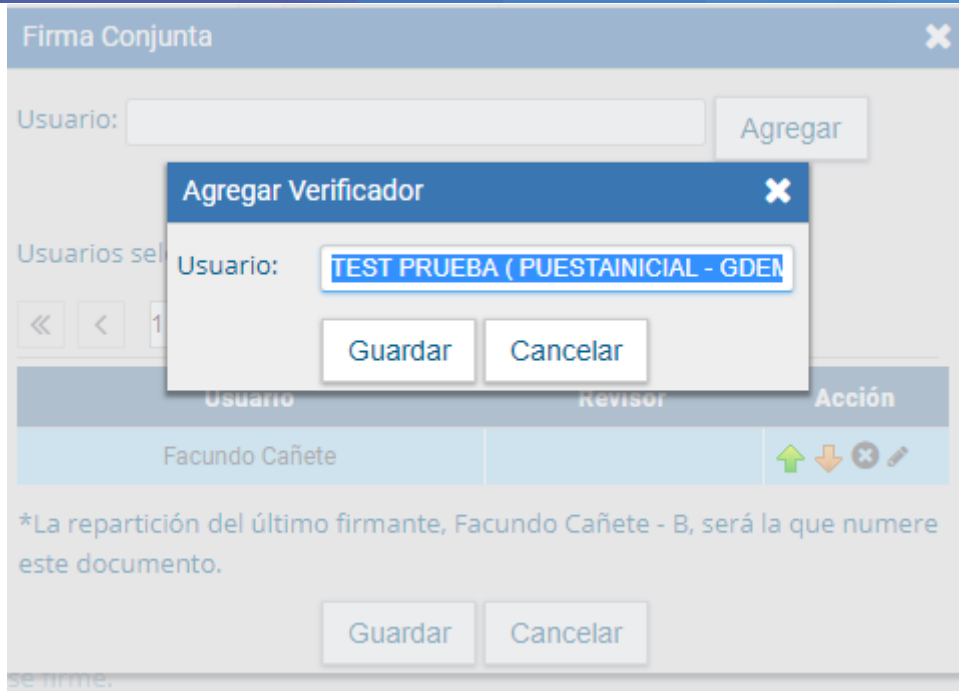 Firma Conjunta
Usuario:
Agregar
Agregar Verificador
Usuarios sel
Usuario:
TEST PRUEBA ( PUESTAINICIAL - GDEM
1
Guardar
Cancelar
Usuario
Revisor
Acción
Facundo Cañete
*La repartición del último firmante, Facundo Cañete - B, será la que numere
este documento.
Guardar
Cancelar
se firme.